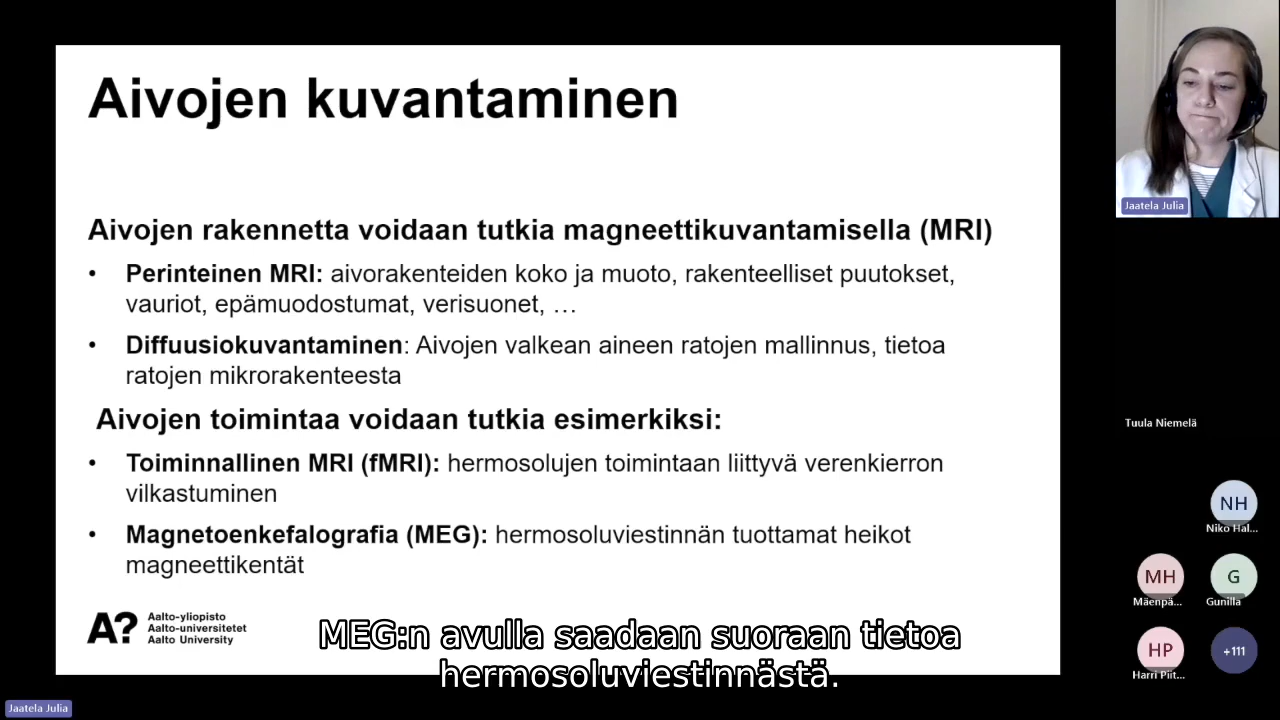 Aivojen kuvantaminen
Aivojen rakennetta voidaan tutkia magneettikuvantamisella (MRI)
• Perinteinen MRI: aivorakenteiden koko ja muoto, rakenteelliset puutokset,
vauriot, epämuodostumat, verisuonet, …
• Diffuusiokuvantaminen: Aivojen valkean aineen ratojen mallinnus, tietoa
ratojen mikrorakenteesta
Aivojen toimintaa voidaan tutkia esimerkiksi:
• Toiminnallinen MRI (fMRI): hermosolujen toimintaan liittyvä verenkierron
vilkastuminen
• Magnetoenkefalografia (MEG): hermosoluviestinnän tuottamat heikot
magneettikentät
A?
Aalto-yliopisto
Aalto-universitetet
Aalto University
MEG:n avulla saadaan suoraan tietoa
hermosoluviestinnästä.
Jaatela Julia
Jaatela Julia
Tuula Niemelä
NH
Niko Hal...
MH
Mäenpä...
G
Gunilla
HP
Harri Piit...
+111